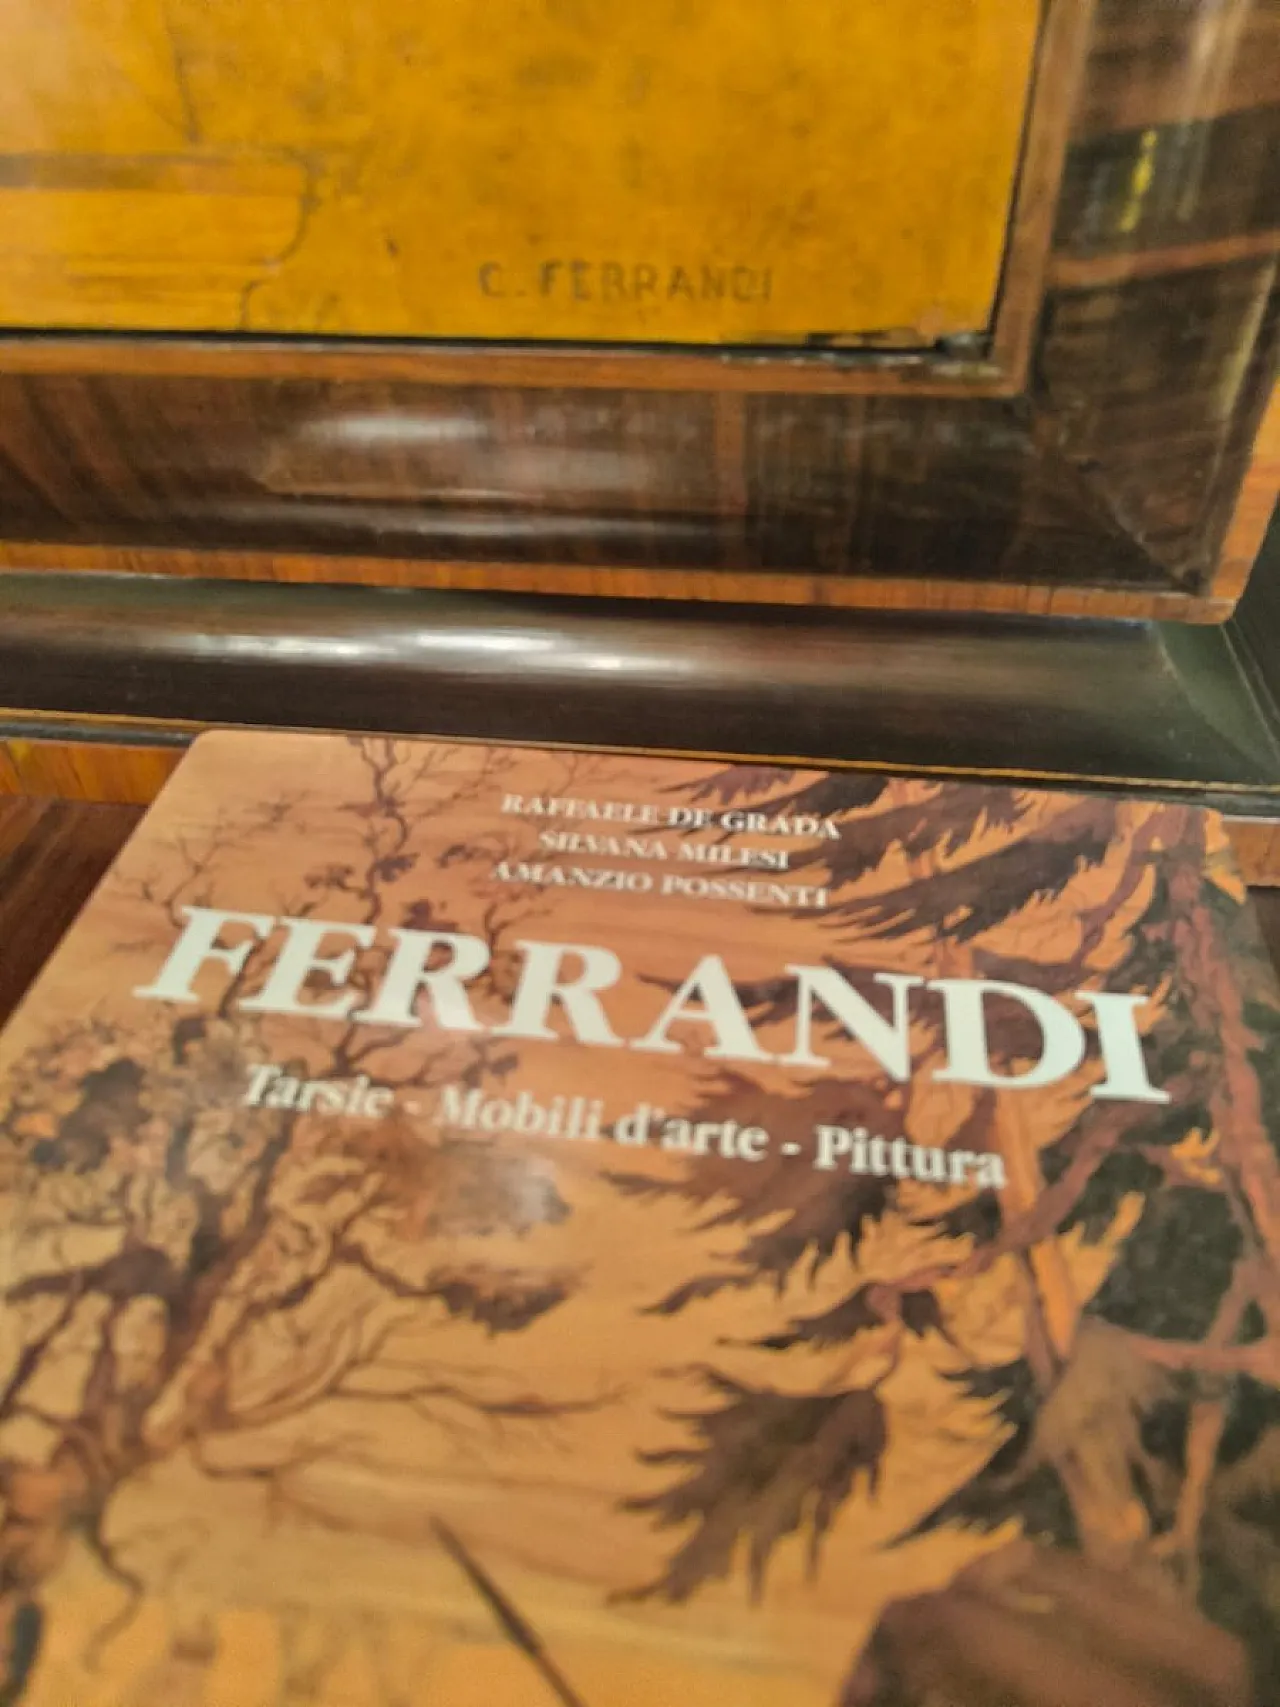 C. FERRANDI
RAFFAELE DE GRADA
SILVANA MILESI
AMANZIO POSSENTI
FERRANDI
Tarsie - Mobili d'arte - Pittura